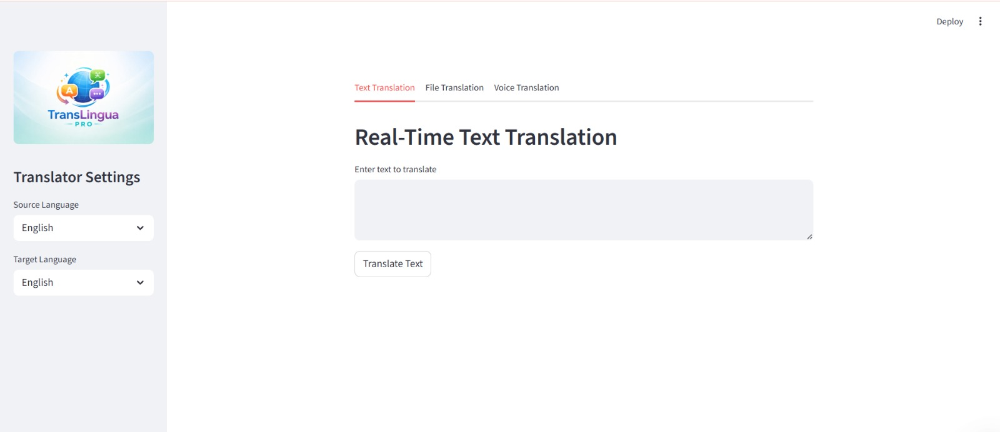 Deploy
TransLingua
PRO
Translator Settings
Source Language
English
Target Language
English
Text Translation File Translation Voice Translation
Real-Time Text Translation
Enter text to translate
Translate Text